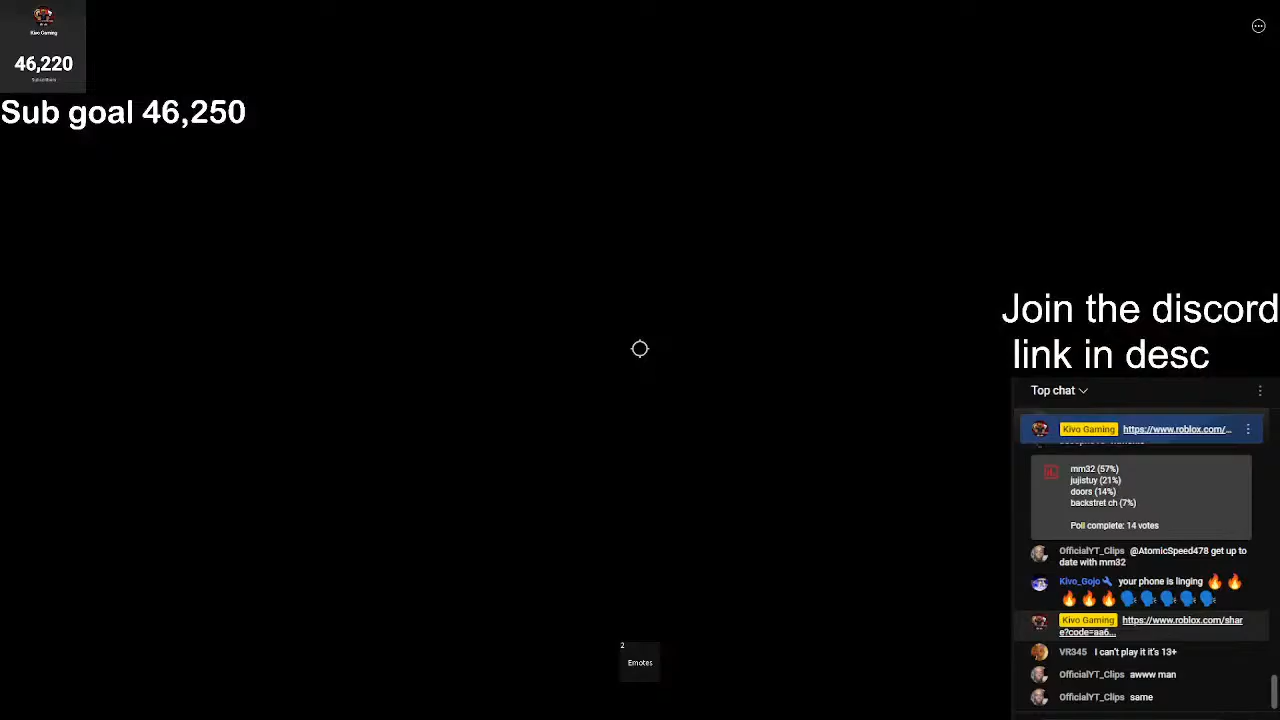 Kivo Gaming
46,220
Subscribers
Sub goal 46,250
Join the discord
link in desc
Top chat
Kivo Gaming https://www.roblox.com/...
mm32 (57%)
jujistuy (21%)
doors (14%)
backstret ch (7%)
Poll complete: 14 votes
OfficialYT_Clips @AtomicSpeed478 get up to
date with mm32
Kivo_Gojo your phone is linging 🔥 🔥
🔥 🔥 🔥 🗣️ 🗣️ 🗣️ 🗣️ 🗣️
Kivo Gaming https://www.roblox.com/shar
e?code=aa6...
VR345 I can't play it it's 13+
OfficialYT_Clips awww man
OfficialYT_Clips same
2
Emotes